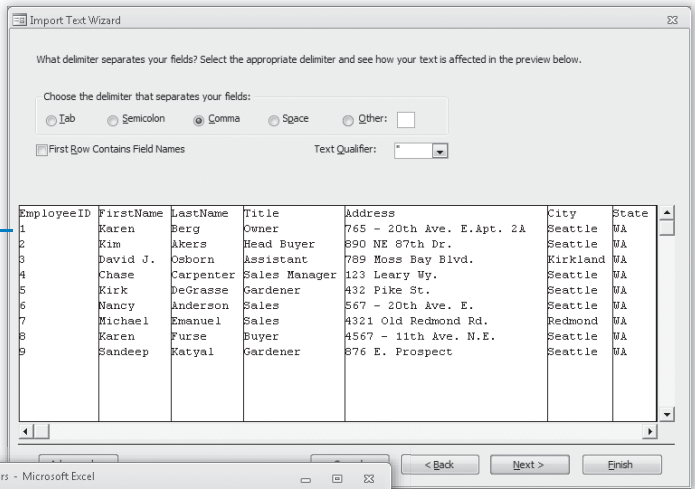 Import Text Wizard
What delimiter separates your fields? Select the appropriate delimiter and see how your text is affected in the preview below.
Choose the delimiter that separates your fields:
Tab Semicolon Comma Space Other:
First Row Contains Field Names Text Qualifier: "
EmployeeID FirstName LastName Title Address City State
1 Karen Berg Owner 765 - 20th Ave. E.Apt. 2A Seattle WA
2 Kim Akers Head Buyer 890 NE 87th Dr. Seattle WA
3 David J. Osborn Assistant 789 Moss Bay Blvd. Kirkland WA
4 Chase Carpenter Sales Manager 123 Leary Wy. Seattle WA
5 Kirk DeGrasse Gardener 432 Pike St. Seattle WA
6 Nancy Anderson Sales 567 - 20th Ave. E. Seattle WA
7 Michael Emanuel Sales 4321 Old Redmond Rd. Redmond WA
8 Karen Furse Buyer 4567 - 11th Ave. N.E. Seattle WA
9 Sandeep Katyal Gardener 876 E. Prospect Seattle WA
< Back Next > Finish
rs - Microsoft Excel